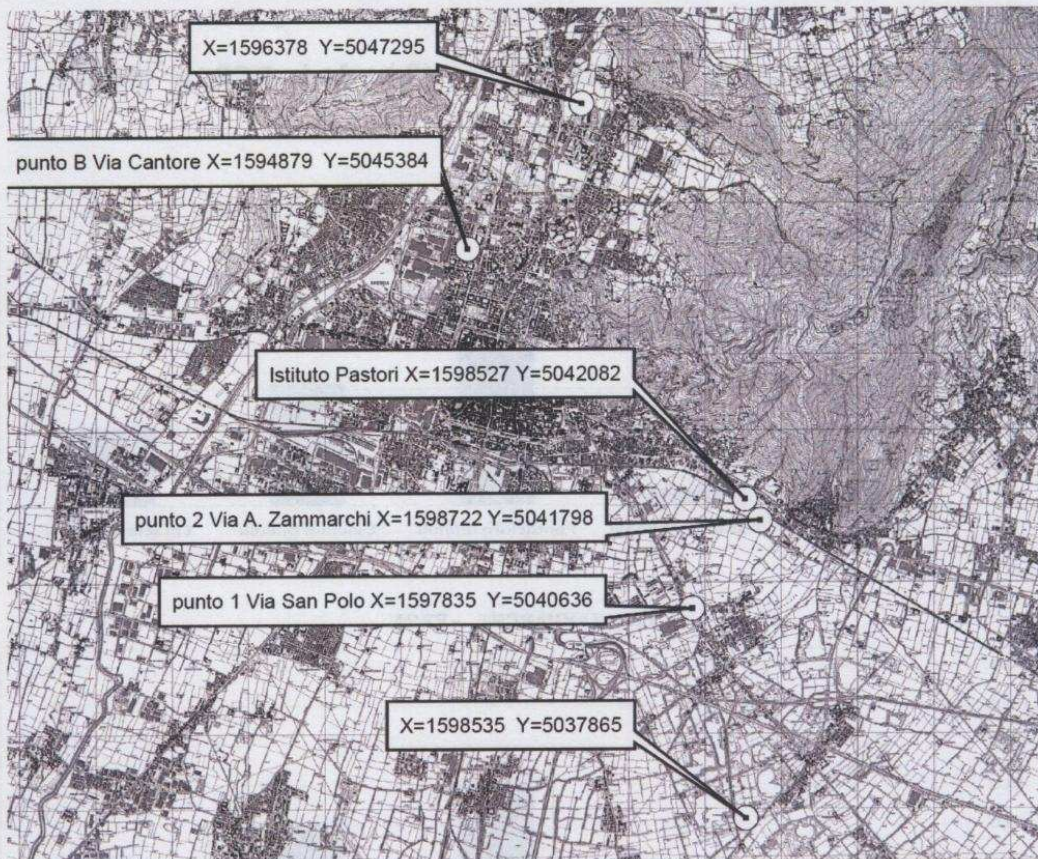 X=1596378 Y=5047295
punto B Via Cantore X=1594879 Y=5045384
Istituto Pastori X=1598527 Y=5042082
punto 2 Via A. Zammarchi X=1598722 Y=5041798
punto 1 Via San Polo X=1597835 Y=5040636
X=1598535 Y=5037865